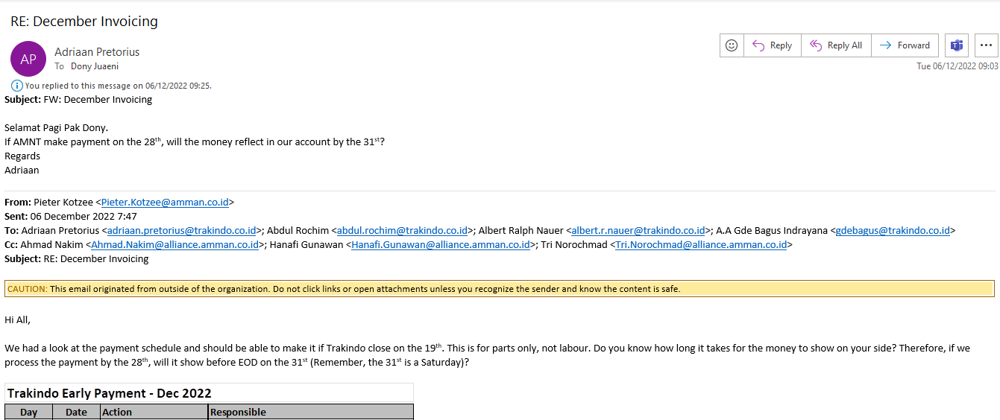 RE: December Invoicing
AP
Adriaan Pretorius
To Dony Juaeni
Reply
Reply All
Forward
Tue 06/12/2022 09:03
You replied to this message on 06/12/2022 09:25.
Subject: FW: December Invoicing
Selamat Pagi Pak Dony.
If AMNT make payment on the 28th, will the money reflect in our account by the 31st?
Regards
Adriaan
From: Pieter Kotzee <Pieter.Kotzee@amman.co.id>
Sent: 06 December 2022 7:47
To: Adriaan Pretorius <adriaan.pretorius@trakindo.co.id>; Abdul Rochim <abdul.rochim@trakindo.co.id>; Albert Ralph Nauer <albert.r.nauer@trakindo.co.id>; A.A Gde Bagus Indrayana <gdebagus@trakindo.co.id>
Cc: Ahmad Nakim <Ahmad.Nakim@alliance.amman.co.id>; Hanafi Gunawan <Hanafi.Gunawan@alliance.amman.co.id>; Tri Norochmad <Tri.Norochmad@alliance.amman.co.id>
Subject: RE: December Invoicing
CAUTION: This email originated from outside of the organization. Do not click links or open attachments unless you recognize the sender and know the content is safe.
Hi All,
We had a look at the payment schedule and should be able to make it if Trakindo close on the 19th. This is for parts only, not labour. Do you know how long it takes for the money to show on your side? Therefore, if we
process the payment by the 28th, will it show before EOD on the 31st (Remember, the 31st is a Saturday)?
Trakindo Early Payment - Dec 2022
Day Date Action Responsible